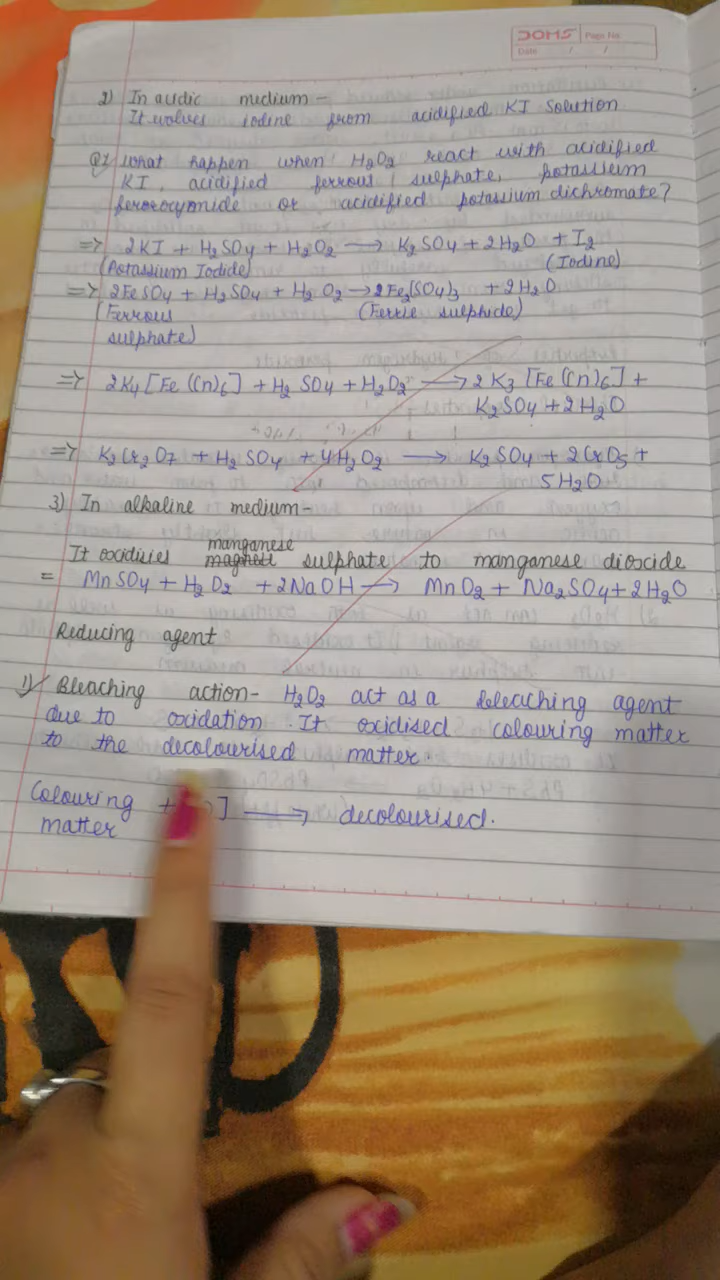 DOMS Page No.
Date / /
2) In acidic medium-
It evolves iodine from acidified KI solution
Q1 What happen when H₂O₂ react with acidified
KI, acidified ferrous sulphate, potassium
ferrocyanide or acidified potassium dichromate?
=> 2KI + H₂SO₄ + H₂O₂ → K₂SO₄ + 2H₂O + I₂
(Potassium Iodide) (Iodine)
=> 2FeSO₄ + H₂SO₄ + H₂O₂ → Fe₂(SO₄)₃ + 2H₂O
(Ferrous (Ferric sulphide)
sulphate)
=> 2K₄[Fe(Cn)₆] + H₂SO₄ + H₂O₂ → 2K₃[Fe(Cn)₆] +
K₂SO₄ + 2H₂O
=> K₂Cr₂O₇ + H₂SO₄ + 4H₂O₂ → K₂SO₄ + 2CrO₅ +
5H₂O
3) In alkaline medium-
manganese
It oxidises sulphate to manganese dioxide
= MnSO₄ + H₂O₂ + 2NaOH → MnO₂ + Na₂SO₄ + 2H₂O
Reducing agent
1) Bleaching action- H₂O₂ act as a bleaching agent
due to oxidation. It oxidised colouring matter
to the decolourised matter.
Colouring + ] → decolourised.
matter